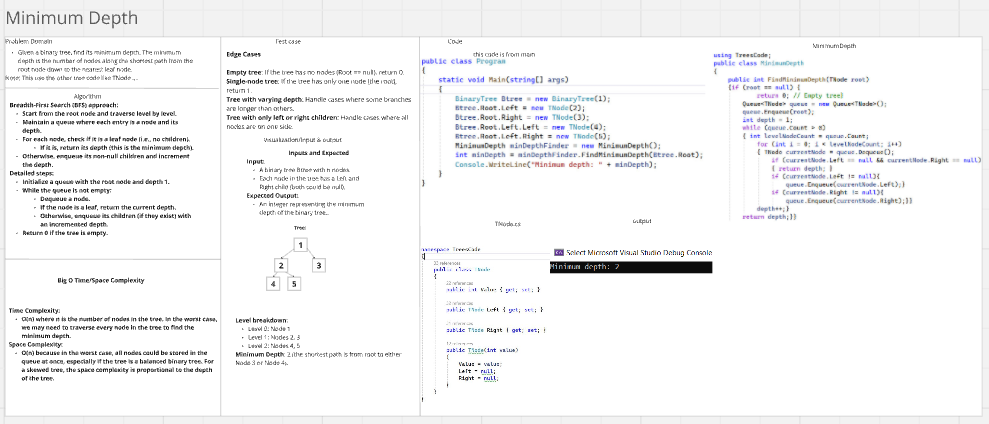 Minimum Depth
Problem Domain
Given a binary tree, find its minimum depth. The minimum
depth is the number of nodes along the shortest path from the
root node down to the nearest leaf node.
Note: This use the other tree code like TNode ...
Algorithm
Breadth-First Search (BFS) approach:
Start from the root node and traverse level by level.
Maintain a queue where each entry is a node and its
depth.
For each node, check if it is a leaf node (i.e., no children).
If it is, return its depth (this is the minimum depth).
Otherwise, enqueue its non-null children and increment
the depth.
Detailed steps:
Initialize a queue with the root node and depth 1.
While the queue is not empty:
Dequeue a node.
If the node is a leaf, return the current depth.
Otherwise, enqueue its children (if they exist) with
an incremented depth.
Return 0 if the tree is empty.
Big O Time/Space Complexity
Time Complexity:
O(n) where n is the number of nodes in the tree. In the worst case,
we may need to traverse every node in the tree to find the
minimum depth.
Space Complexity:
O(n) because in the worst case, all nodes could be stored in the
queue at once, especially if the tree is a balanced binary tree. For
a skewed tree, the space complexity is proportional to the depth
of the tree.
Test case
Edge Cases
Empty tree: If the tree has no nodes (Root == null), return 0.
Single-node tree: If the tree has only one node (the root),
return 1.
Tree with varying depth: Handle cases where some branches
are longer than others.
Tree with only left or right children: Handle cases where all
nodes are on one side.
Visualization/Input & output
Inputs and Expected
Input:
A binary tree Btree with n nodes.
Each node in the tree has a Left and
Right child (both could be null).
Expected Output:
An integer representing the minimum
depth of the binary tree..
Tree:
1
2 3
4 5
Level breakdown:
Level 0: Node 1
Level 1: Nodes 2, 3
Level 2: Nodes 4, 5
Minimum Depth: 2 (the shortest path is from root to either
Node 3 or Node 4).
Code
this code is from main
public class Program
{
static void Main(string[] args)
{
BinaryTree Btree = new BinaryTree(1);
Btree.Root.Left = new TNode(2);
Btree.Root.Right = new TNode(3);
Btree.Root.Left.Left = new TNode(4);
Btree.Root.Left.Right = new TNode(5);
MinimumDepth minDepthFinder = new MinimumDepth();
int minDepth = minDepthFinder.FindMinimumDepth(Btree.Root);
Console.WriteLine("Minimum depth: " + minDepth);
}
}
MinimumDepth
using TreesCode;
public class MinimumDepth
{
public int FindMinimumDepth(TNode root)
{if (root == null) {
return 0; // Empty tree}
Queue<TNode> queue = new Queue<TNode>();
queue.Enqueue(root);
int depth = 1;
while (queue.Count > 0)
{ int levelNodeCount = queue.Count;
for (int i = 0; i < levelNodeCount; i++)
{ TNode currentNode = queue.Dequeue();
if (currentNode.Left == null && currentNode.Right == null)
{ return depth; }
if (currentNode.Left != null){
queue.Enqueue(currentNode.Left);}
if (currentNode.Right != null){
queue.Enqueue(currentNode.Right);}}
depth++;}
return depth;}}
TNode.cs
namespace TreesCode
{
public class TNode
{
public int Value { get; set; }
public TNode Left { get; set; }
public TNode Right { get; set; }
public TNode(int value)
{
Value = value;
Left = null;
Right = null;
}
}
}
output
Select Microsoft Visual Studio Debug Console
Minimum depth: 2